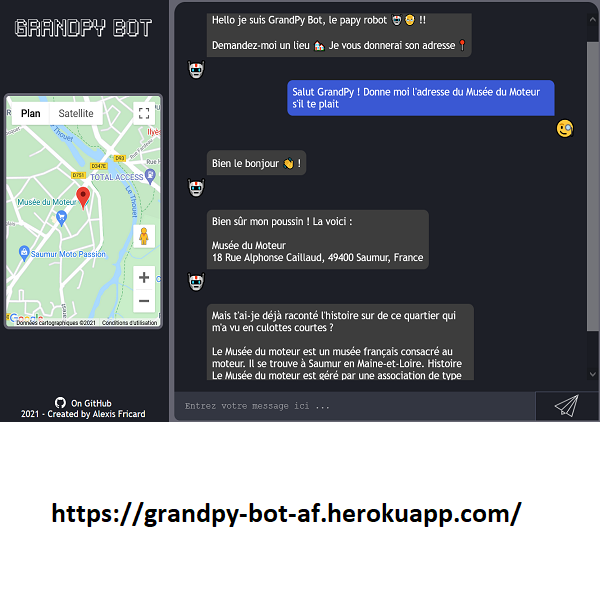 GRANDPY BOT
Plan Satellite
Ilyès
D93
D347E
Rue H
D751
TOTAL ACCESS
Le Thouet
Musée du Moteur
Saumur Moto Passion
Google
Données cartographiques ©2021 Conditions d'utilisation
On GitHub
2021 - Created by Alexis Fricard
Hello je suis GrandPy Bot, le papy robot 🤖 🧐 !!
Demandez-moi un lieu 🏡 Je vous donnerai son adresse📍
Salut GrandPy ! Donne moi l'adresse du Musée du Moteur
s'il te plait
Bien le bonjour 👋 !
Bien sûr mon poussin ! La voici :
Musée du Moteur
18 Rue Alphonse Caillaud, 49400 Saumur, France
Mais t'ai-je déjà raconté l'histoire sur de ce quartier qui
m'a vu en culottes courtes ?
Le Musée du moteur est un musée français consacré au
moteur. Il se trouve à Saumur en Maine-et-Loire. Histoire
Le Musée du moteur est géré par une association de type
Entrez votre message ici ...
https://grandpy-bot-af.herokuapp.com/